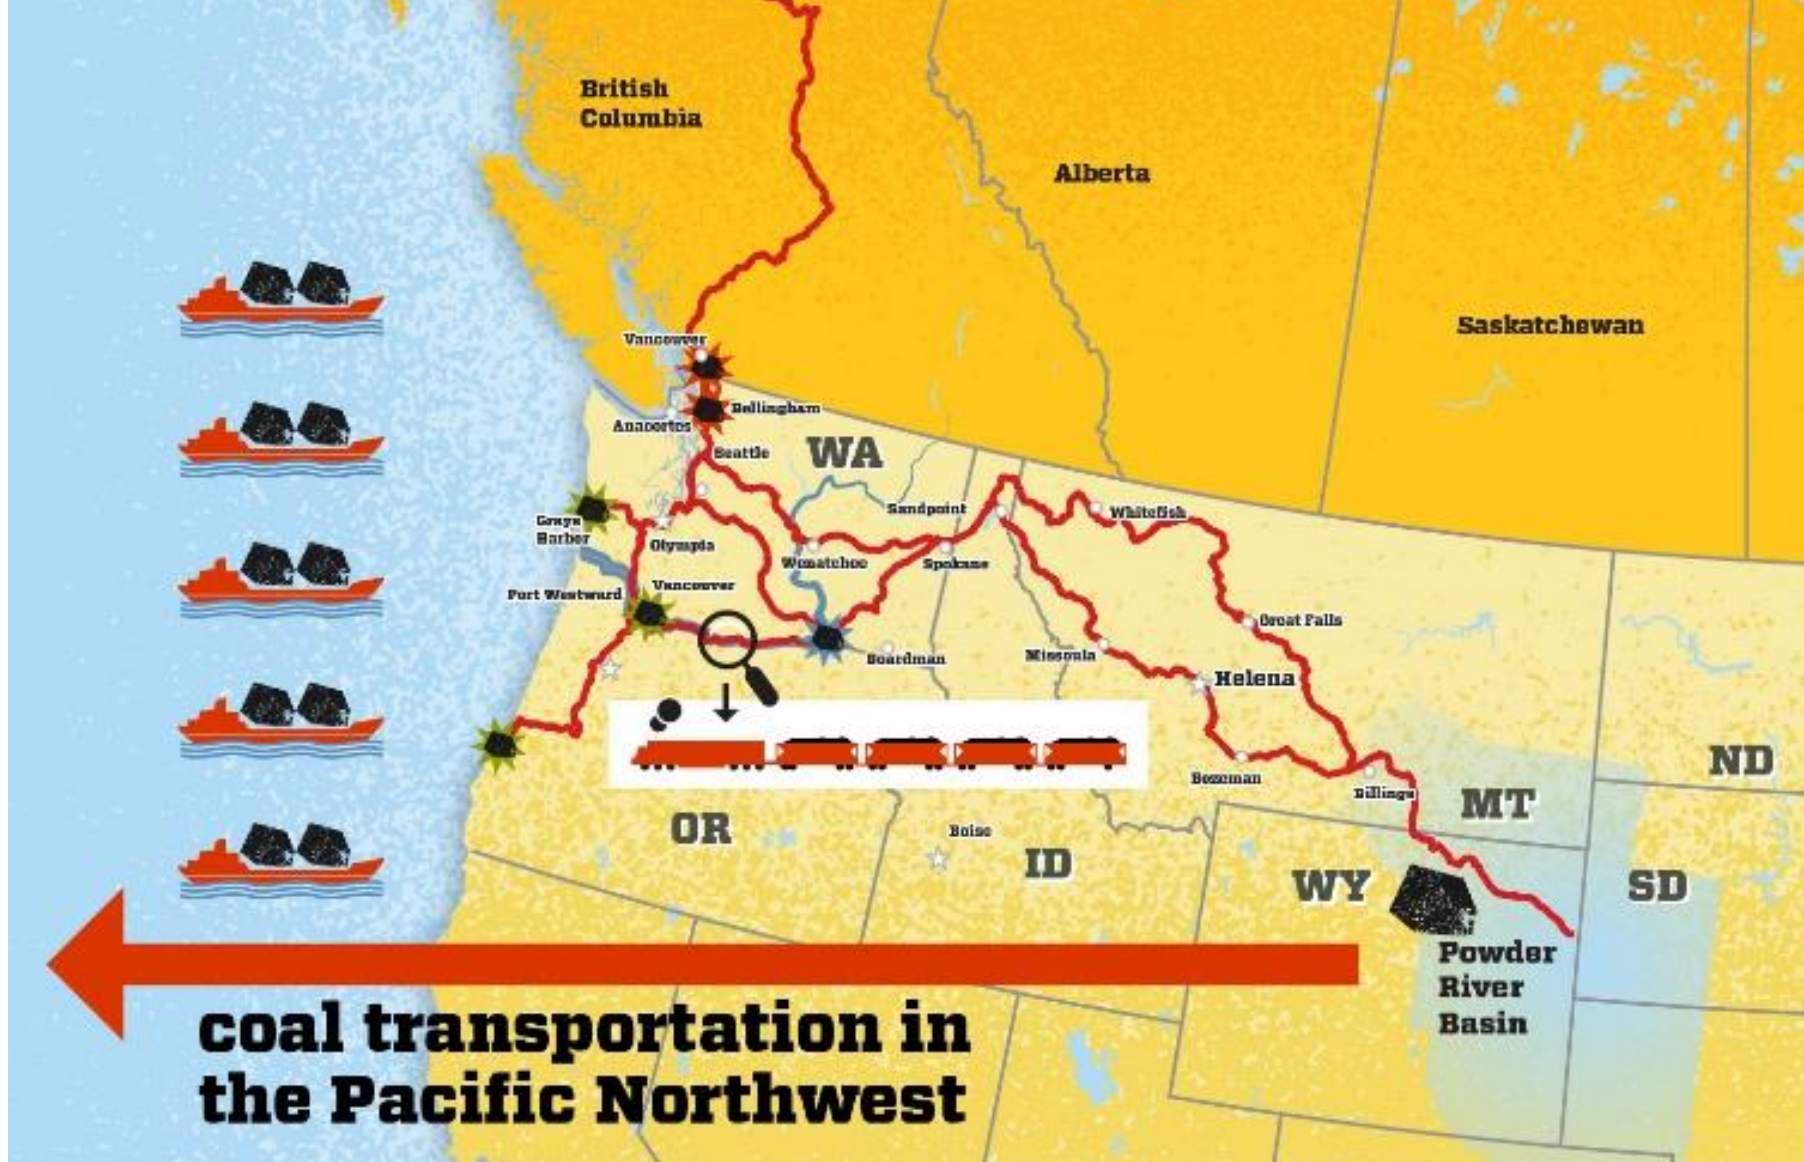 British
Columbia
Alberta
Saskatchewan
Vancouver
Bellingham
Anacortes
Seattle
WA
Sandpoint
Whitefish
Grays
Harbor
Olympia
Wenatchee
Spokane
Port Westward
Vancouver
Great Falls
Boardman
Missoula
Helena
Bozeman
Billings
ND
MT
OR
Boise
ID
WY
SD
Powder
River
Basin
coal transportation in
the Pacific Northwest